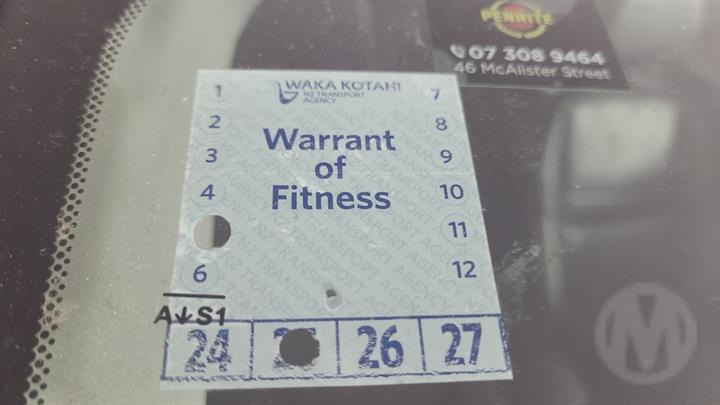 PENRITE
07 308 9464
46 McAlister Street
WAKA KOTAHI
NZ TRANSPORT
AGENCY
Warrant
of
Fitness
1
2
3
4
6
7
8
9
10
11
12
A↓S1
24
26
27
M